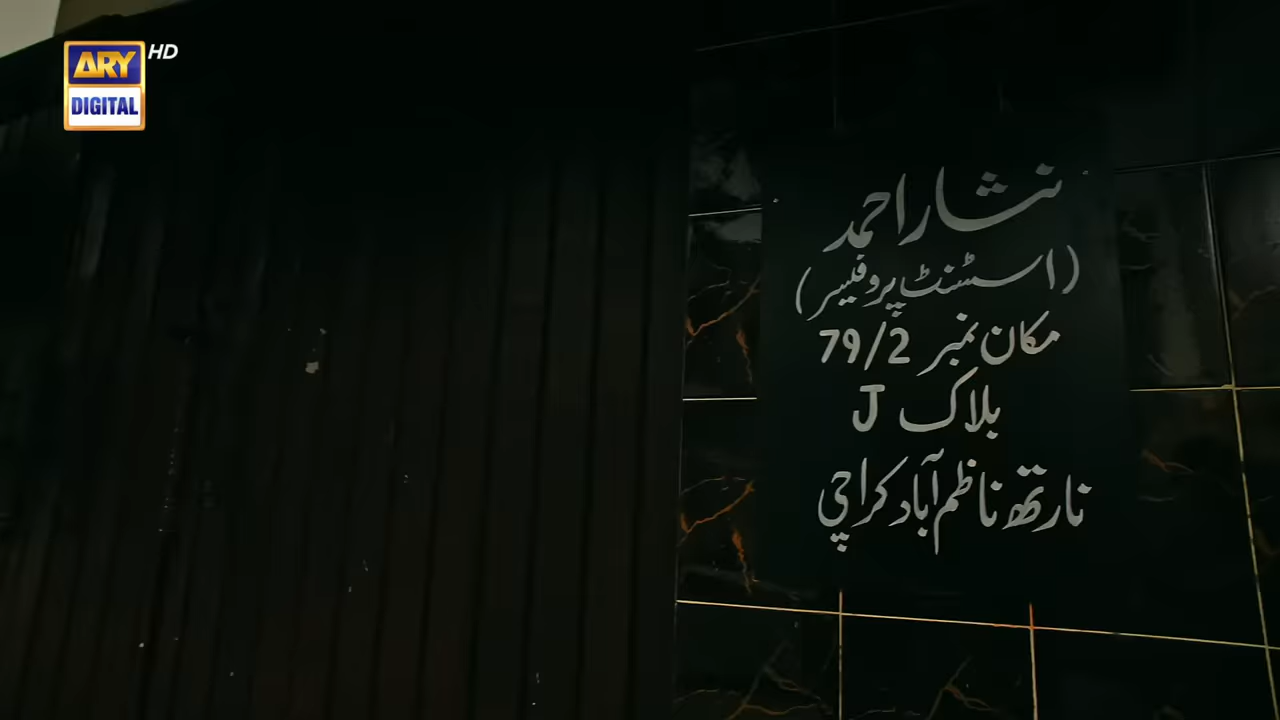 ARY HD
DIGITAL
نثار احمد
(اسسٹنٹ پروفیسر)
مکان نمبر 79/2
بلاک J
نارتھ ناظم آباد کراچی